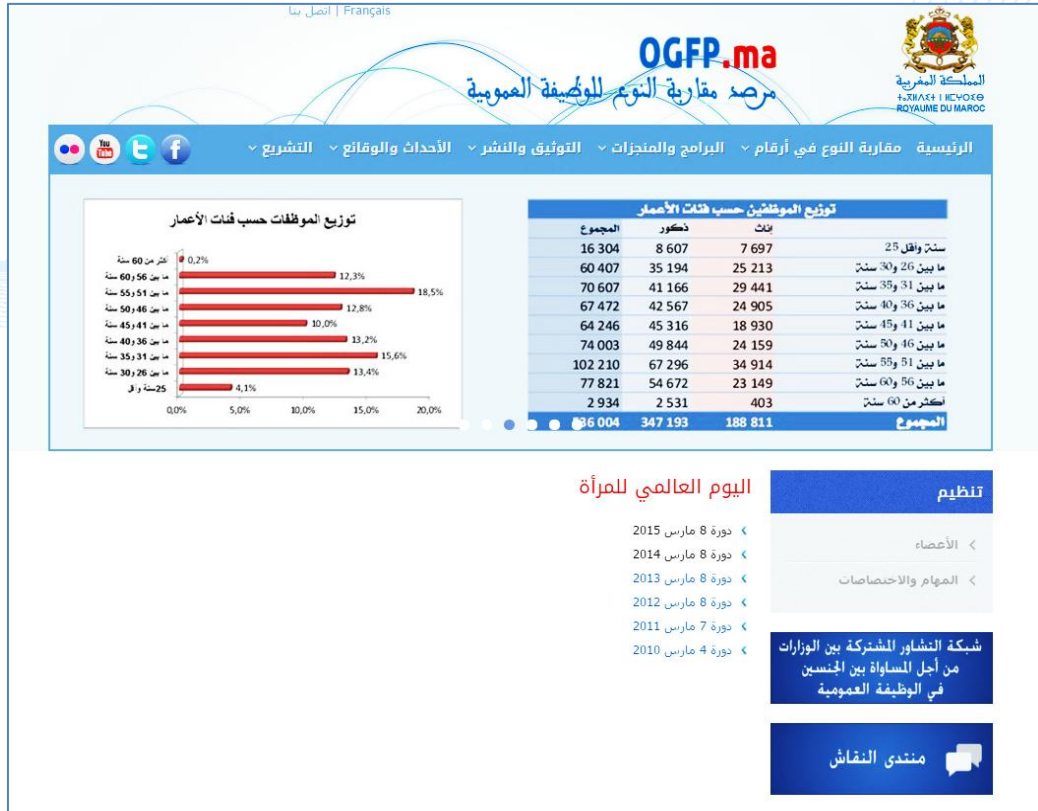 Français | اتصل بنا
OGFP.ma
مرصد مقاربة النوع للوظيفة العمومية
المملكة المغربية
ⵜⴰⴳⵍⴷⵉⵜ ⵏ ⵍⵎⵖⵔⵉⴱ
ROYAUME DU MAROC
الرئيسية مقاربة النوع في أرقام البرامج والمنجزات التوثيق والنشر الأحداث والوقائع التشريع
توزيع الموظفين حسب فئات الأعمار
إناث ذكور المجموع
25 سنة وأقل 7 697 8 607 16 304
ما بين 26 و30 سنة 25 213 35 194 60 407
ما بين 31 و35 سنة 29 441 41 166 70 607
ما بين 36 و40 سنة 24 905 42 567 67 472
ما بين 41 و45 سنة 18 930 45 316 64 246
ما بين 46 و50 سنة 24 159 49 844 74 003
ما بين 51 و55 سنة 34 914 67 296 102 210
ما بين 56 و60 سنة 23 149 54 672 77 821
أكثر من 60 سنة 403 2 531 2 934
المجموع 188 811 347 193 36 004
توزيع الموظفات حسب فئات الأعمار
أكثر من 60 سنة 0,2%
ما بين 56 و60 سنة 12,3%
ما بين 51 و55 سنة 18,5%
ما بين 46 و50 سنة 12,8%
ما بين 41 و45 سنة 10,0%
ما بين 36 و40 سنة 13,2%
ما بين 31 و35 سنة 15,6%
ما بين 26 و30 سنة 13,4%
25سنة وأقل 4,1%
0,0% 5,0% 10,0% 15,0% 20,0%
تنظيم
الأعضاء
المهام والاختصاصات
شبكة التشاور المشتركة بين الوزارات
من أجل المساواة بين الجنسين
في الوظيفة العمومية
منتدى النقاش
اليوم العالمي للمرأة
دورة 8 مارس 2015
دورة 8 مارس 2014
دورة 8 مارس 2013
دورة 8 مارس 2012
دورة 7 مارس 2011
دورة 4 مارس 2010